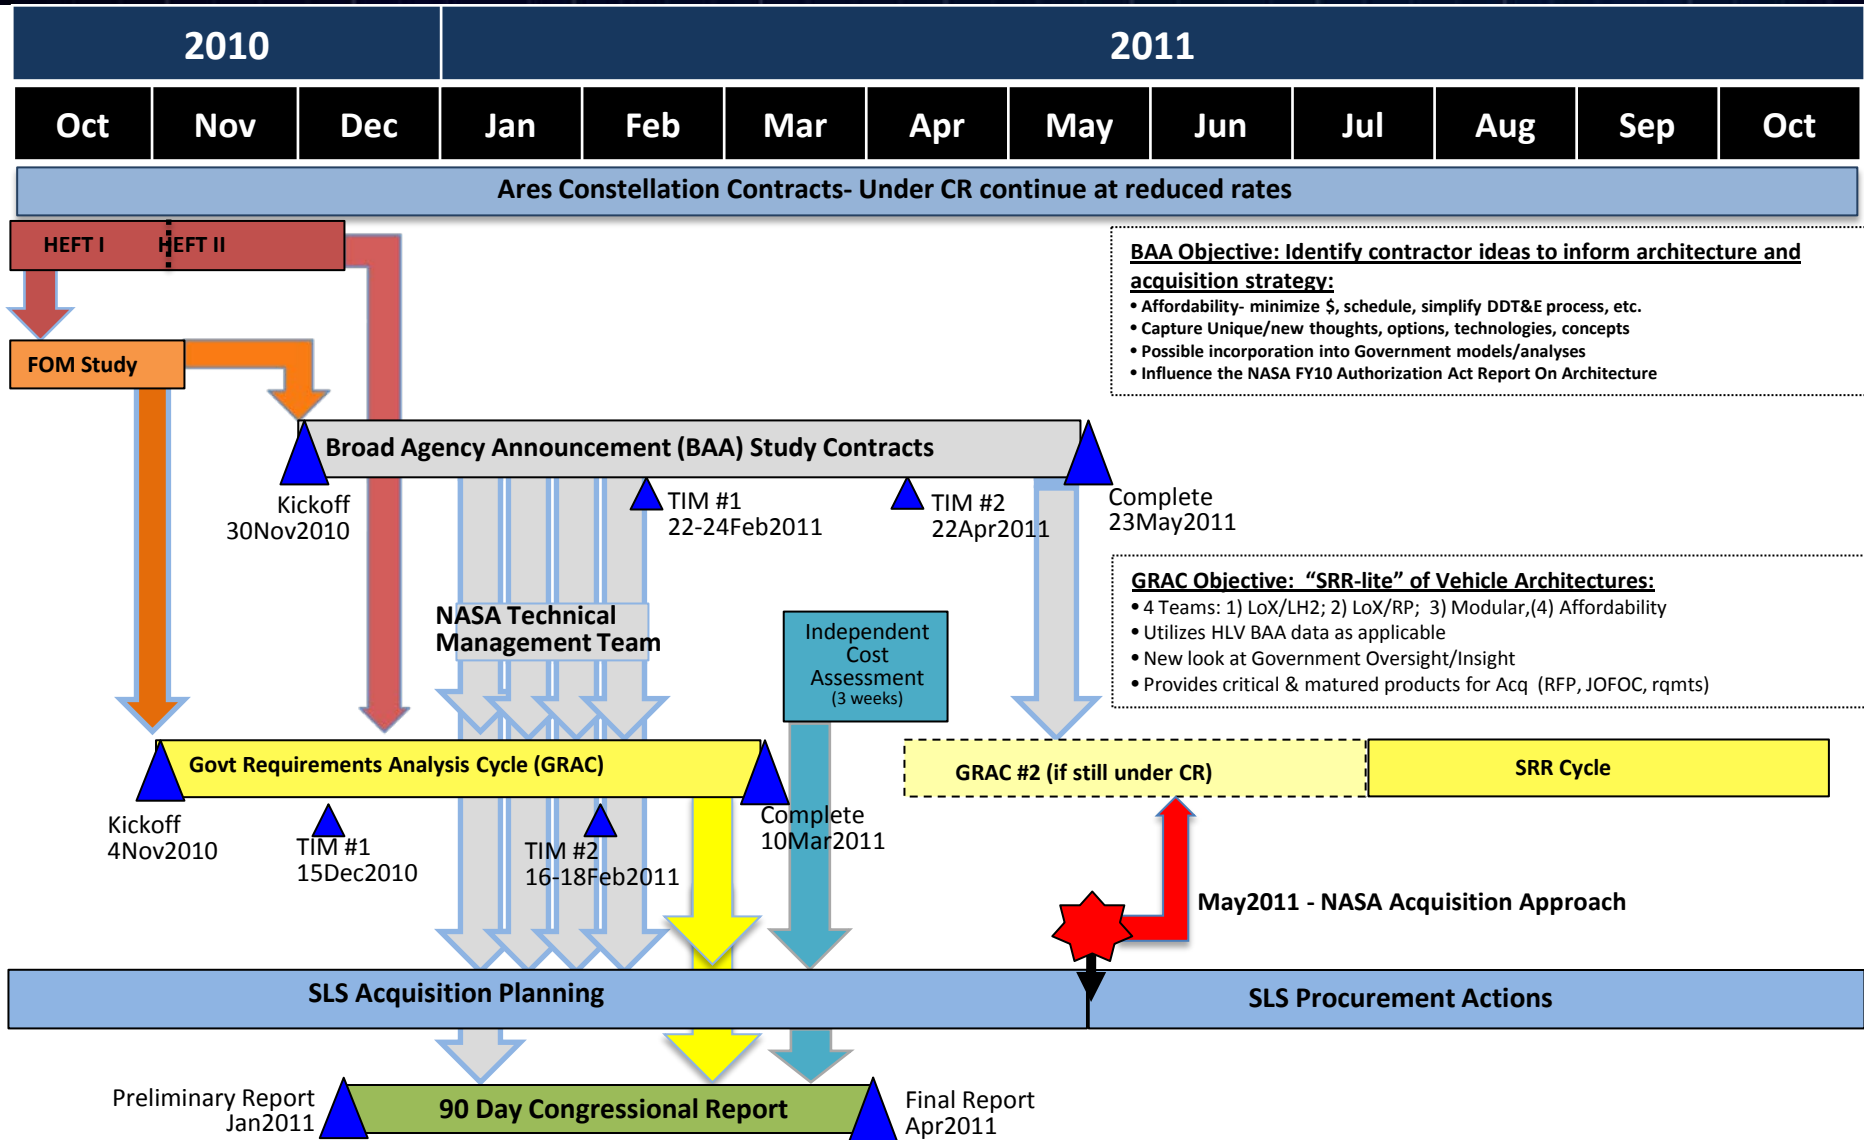 2010
2011
Oct
Nov
Dec
Jan
Feb
Mar
Apr
May
Jun
Jul
Aug
Sep
Oct
Ares Constellation Contracts- Under CR continue at reduced rates
HEFT I
HEFT II
BAA Objective: Identify contractor ideas to inform architecture and
acquisition strategy:
• Affordability- minimize $, schedule, simplify DDT&E process, etc.
• Capture Unique/new thoughts, options, technologies, concepts
• Possible incorporation into Government models/analyses
• Influence the NASA FY10 Authorization Act Report On Architecture
FOM Study
Broad Agency Announcement (BAA) Study Contracts
Kickoff
30Nov2010
TIM #1
22-24Feb2011
TIM #2
22Apr2011
Complete
23May2011
GRAC Objective: “SRR-lite” of Vehicle Architectures:
• 4 Teams: 1) LoX/LH2; 2) LoX/RP; 3) Modular,(4) Affordability
• Utilizes HLV BAA data as applicable
• New look at Government Oversight/Insight
• Provides critical & matured products for Acq (RFP, JOFOC, rqmts)
NASA Technical
Management Team
Independent
Cost
Assessment
(3 weeks)
Govt Requirements Analysis Cycle (GRAC)
GRAC #2 (if still under CR)
SRR Cycle
Kickoff
4Nov2010
TIM #1
15Dec2010
TIM #2
16-18Feb2011
Complete
10Mar2011
May2011 - NASA Acquisition Approach
SLS Acquisition Planning
SLS Procurement Actions
Preliminary Report
Jan2011
90 Day Congressional Report
Final Report
Apr2011